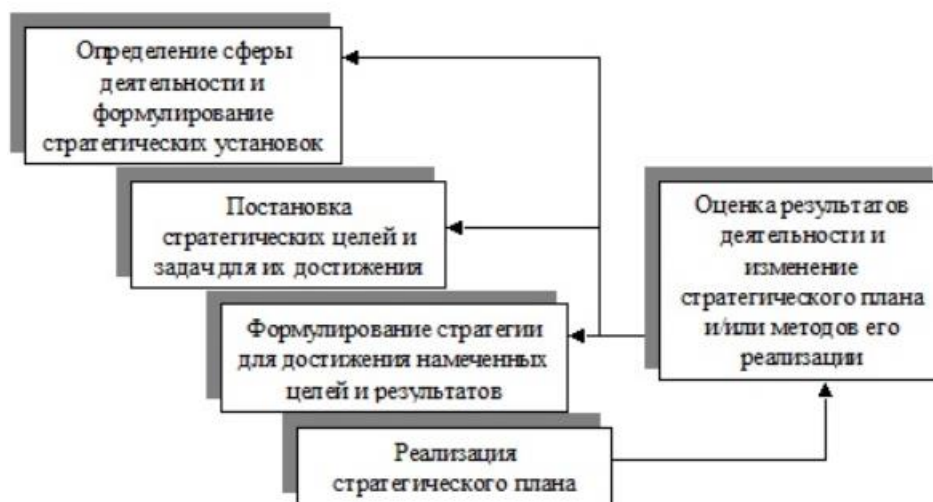 Определение сферы
деятельности и
формулирование
стратегических установок
Постановка
стратегических целей и
задач для их достижения
Формулирование стратегии
для достижения намеченных
целей и результатов
Реализация
стратегического плана
Оценка результатов
деятельности и
изменение
стратегического плана
и/или методов его
реализации